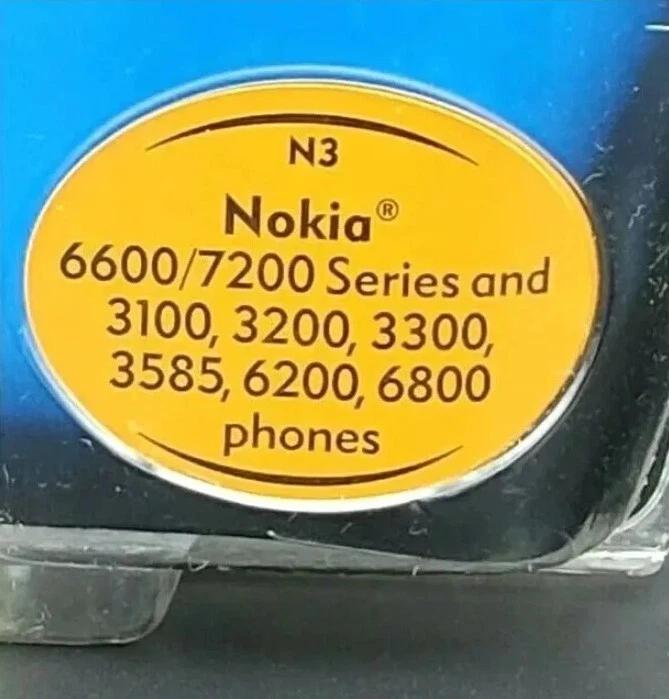 N3
Nokia®
6600/7200 Series and
3100, 3200, 3300,
3585, 6200, 6800
phones